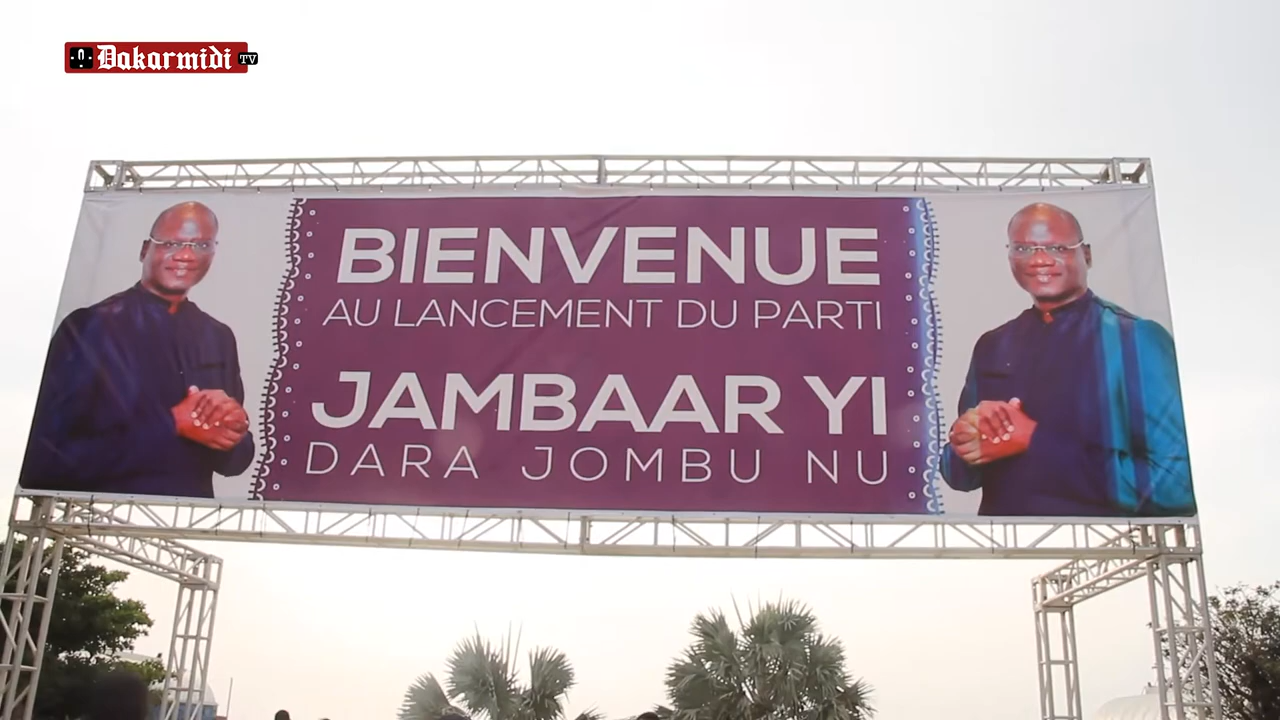 Dakarmidi TV
BIENVENUE
AU LANCEMENT DU PARTI
JAMBAAR YI
DARA JOMBU NU